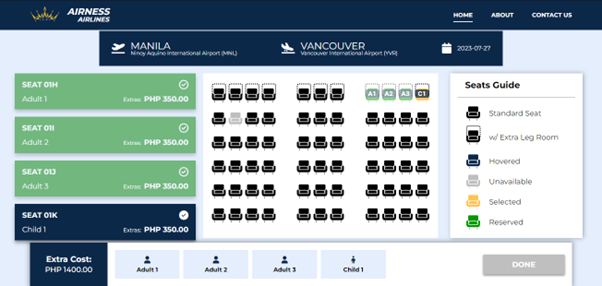 AIRNESS
AIRLINES
HOME ABOUT CONTACT US
MANILA
Ninoy Aquino International Airport (MNL)
VANCOUVER
Vancouver International Airport (YVR)
2023-07-27
SEAT 01H
Adult 1 Extras: PHP 350.00
SEAT 01I
Adult 2 Extras: PHP 350.00
SEAT 01J
Adult 3 Extras: PHP 350.00
SEAT 01K
Child 1 Extras: PHP 350.00
A1 A2 A3 C1
Seats Guide
Standard Seat
w/ Extra Leg Room
Hovered
Unavailable
Selected
Reserved
Extra Cost:
PHP 1400.00
Adult 1 Adult 2 Adult 3 Child 1
DONE